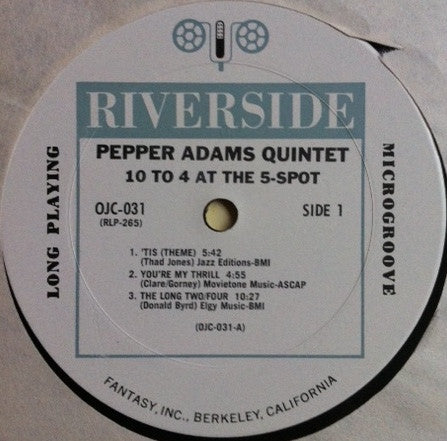 RIVERSIDE
PEPPER ADAMS QUINTET
10 TO 4 AT THE 5-SPOT
LONG PLAYING
MICROGROOVE
OJC-031
(RLP-265)
SIDE 1
1. 'TIS (THEME) 5:42
(Thad Jones) Jazz Editions-BMI
2. YOU'RE MY THRILL 4:55
(Clare/Gorney) Movietone Music-ASCAP
3. THE LONG TWO/FOUR 10:27
(Donald Byrd) Elgy Music-BMI
(OJC-031-A)
FANTASY, INC., BERKELEY, CALIFORNIA